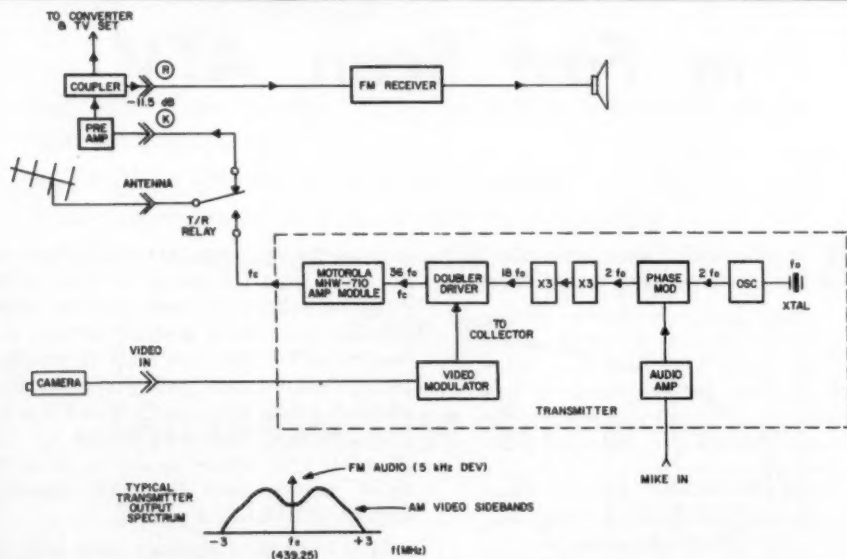 TO CONVERTER
& TV SET
COUPLER
R
-11.5 dB
FM RECEIVER
PRE
AMP
K
ANTENNA
T/R
RELAY
fc
MOTOROLA
MHW-710
AMP MODULE
36 fo
fc
DOUBLER
DRIVER
18 fo
X3
X3
2 fo
PHASE
MOD
2 fo
OSC
fo
XTAL
TO
COLLECTOR
CAMERA
VIDEO
IN
VIDEO
MODULATOR
AUDIO
AMP
TRANSMITTER
MIKE IN
TYPICAL
TRANSMITTER
OUTPUT
SPECTRUM
FM AUDIO (5 kHz DEV)
AM VIDEO SIDEBANDS
-3
+3
f(MHz)
(439.25)